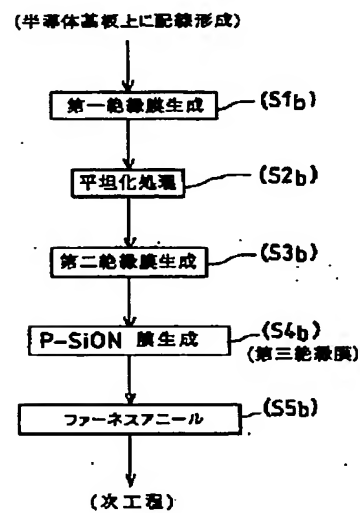 (半導体基板上に配線形成)
第一絶縁膜生成
(S1b)
平坦化処理
(S2b)
第二絶縁膜生成
(S3b)
P-SiON 膜生成
(S4b)
(第三絶縁膜)
ファーネスアニール
(S5b)
(次工程)